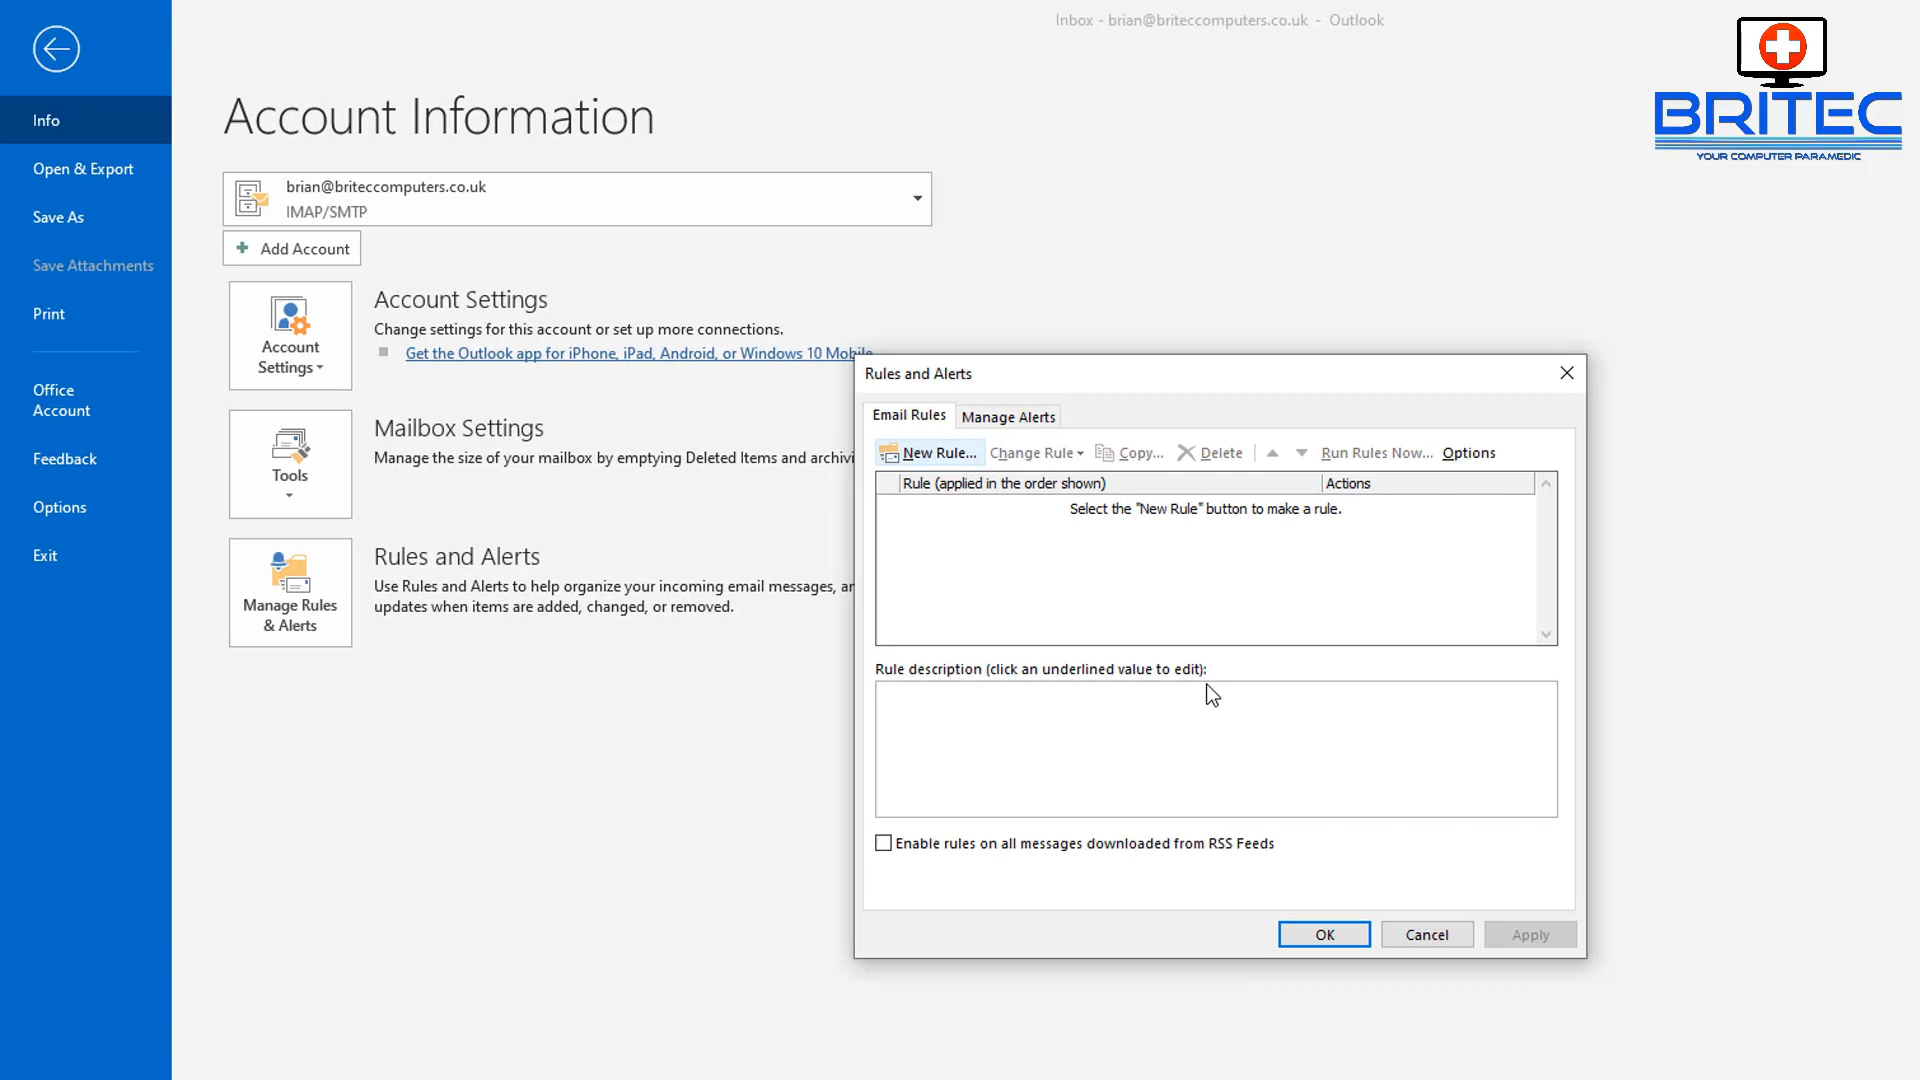 Inbox - brian@briteccomputers.co.uk - Outlook
BRITEC
YOUR COMPUTER PARAMEDIC
Info
Open & Export
Save As
Save Attachments
Print
Office
Account
Feedback
Options
Exit
Account Information
brian@briteccomputers.co.uk
IMAP/SMTP
Add Account
Account
Settings
Account Settings
Change settings for this account or set up more connections.
Get the Outlook app for iPhone, iPad, Android, or Windows 10 Mobile
Tools
Mailbox Settings
Manage the size of your mailbox by emptying Deleted Items and archivi
Manage Rules
& Alerts
Rules and Alerts
Use Rules and Alerts to help organize your incoming email messages, an
updates when items are added, changed, or removed.
Rules and Alerts
Email Rules Manage Alerts
New Rule... Change Rule Copy... Delete Run Rules Now... Options
Rule (applied in the order shown) Actions
Select the "New Rule" button to make a rule.
Rule description (click an underlined value to edit):
Enable rules on all messages downloaded from RSS Feeds
OK Cancel Apply